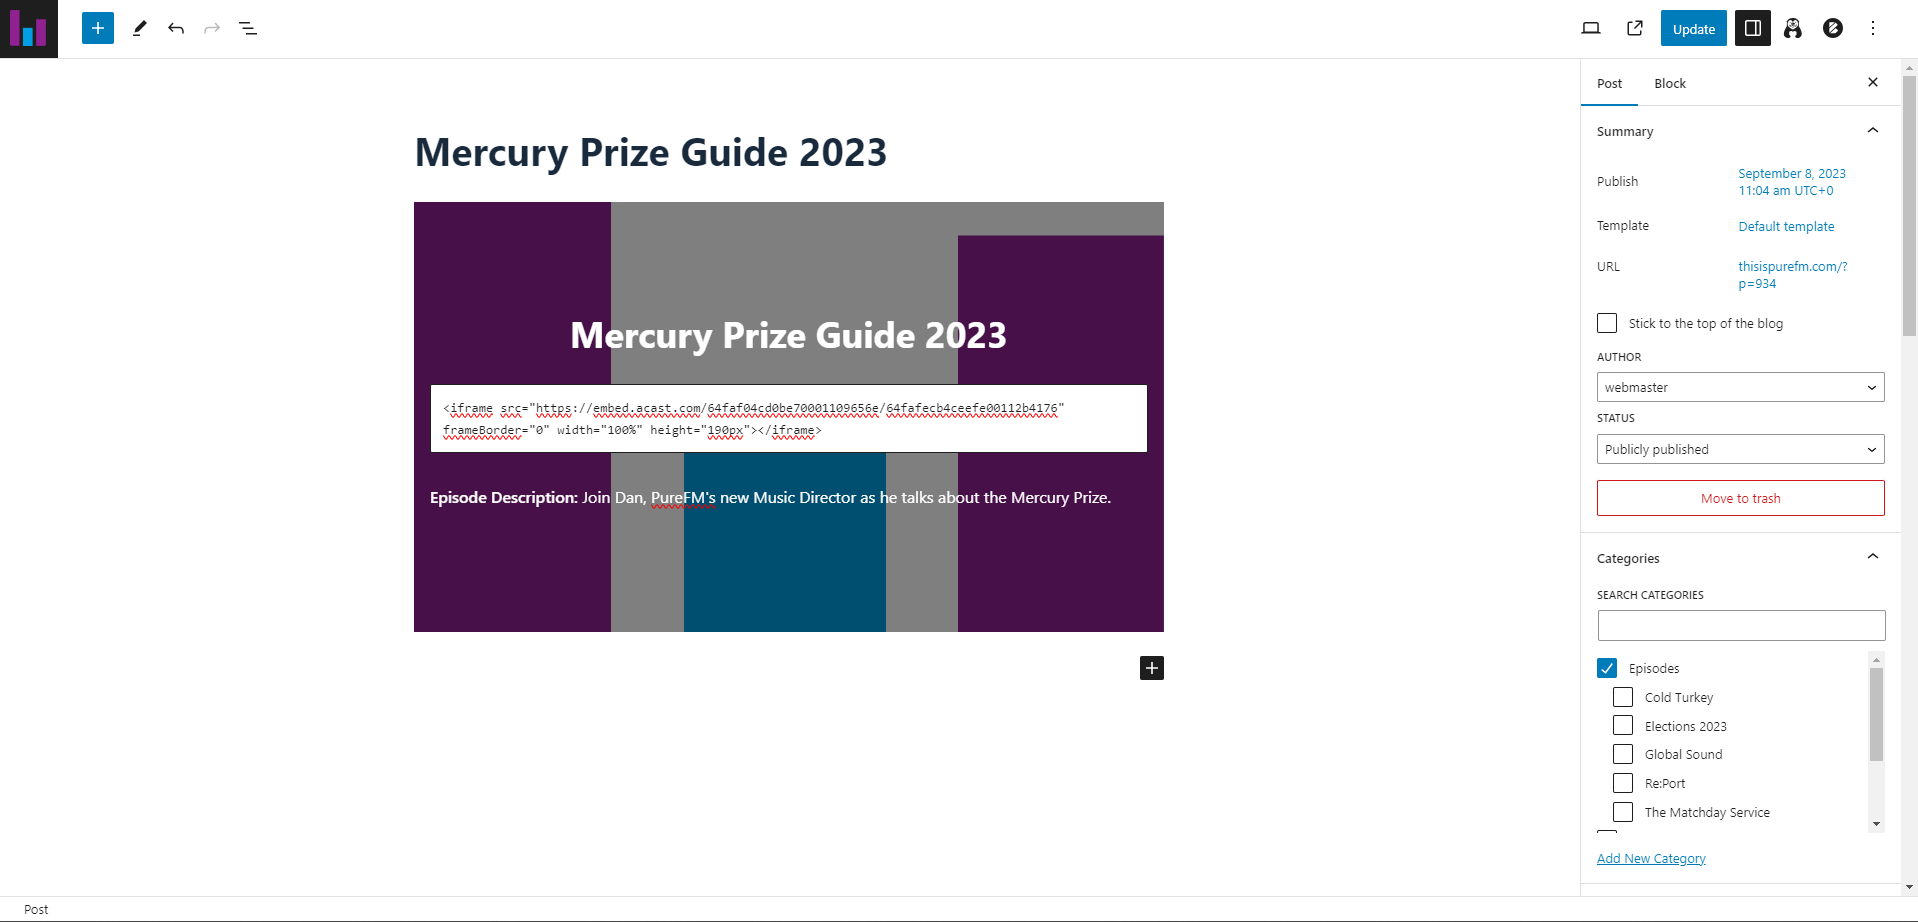 Update
Post
Block
Mercury Prize Guide 2023
Summary
Publish
September 8, 2023
11:04 am UTC+0
Template
Default template
URL
thisispurefm.com/?
p=934
Stick to the top of the blog
AUTHOR
webmaster
STATUS
Publicly published
Move to trash
Mercury Prize Guide 2023
<iframe src="https://embed.acast.com/64faf04cd0be70001109656e/64fafecb4ceefe00112b4176"
frameBorder="0" width="100%" height="190px"></iframe>
Episode Description: Join Dan, PureFM's new Music Director as he talks about the Mercury Prize.
Categories
SEARCH CATEGORIES
Episodes
Cold Turkey
Elections 2023
Global Sound
Re:Port
The Matchday Service
Add New Category
Post